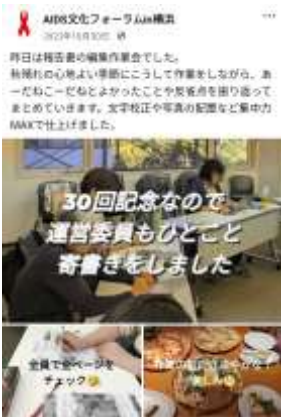 AIDS文化フォーラムin横浜
昨日は報告書の編集作業会でした。
秋晴れの心地よい季節にこうして作業をしながら、あ
ーだねこーだねとよかったことや反省点を振り返って
まとめていきます。文字校正や写真の配置など集中力
MAXで仕上げました。
30回記念なので
運営委員もひとこと
寄書きをしました
全員で全ページを
チェック